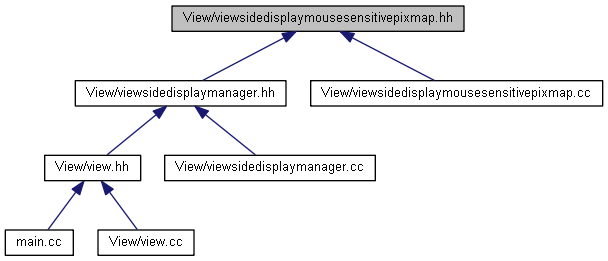 View/viewsidedisplaymousesensitivepixmap.hh
View/viewsidedisplaymanager.hh
View/viewsidedisplaymousesensitivepixmap.cc
View/view.hh
View/viewsidedisplaymanager.cc
main.cc
View/view.cc